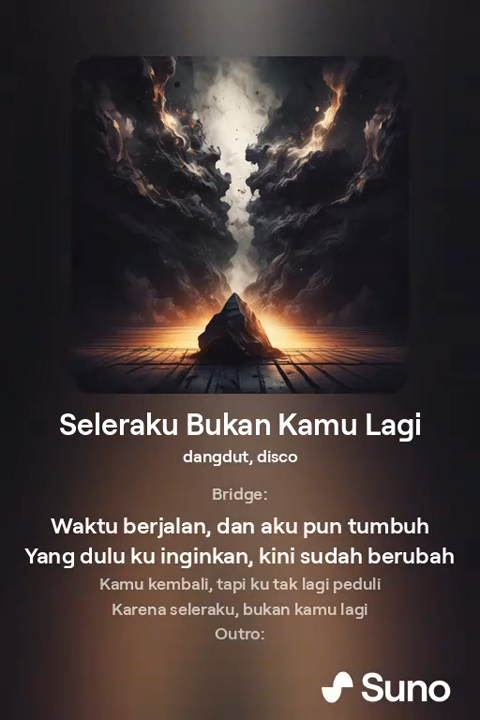 Seleraku Bukan Kamu Lagi
dangdut, disco
Bridge:
Waktu berjalan, dan aku pun tumbuh
Yang dulu ku inginkan, kini sudah berubah
Kamu kembali, tapi ku tak lagi peduli
Karena seleraku, bukan kamu lagi
Outro:
Suno